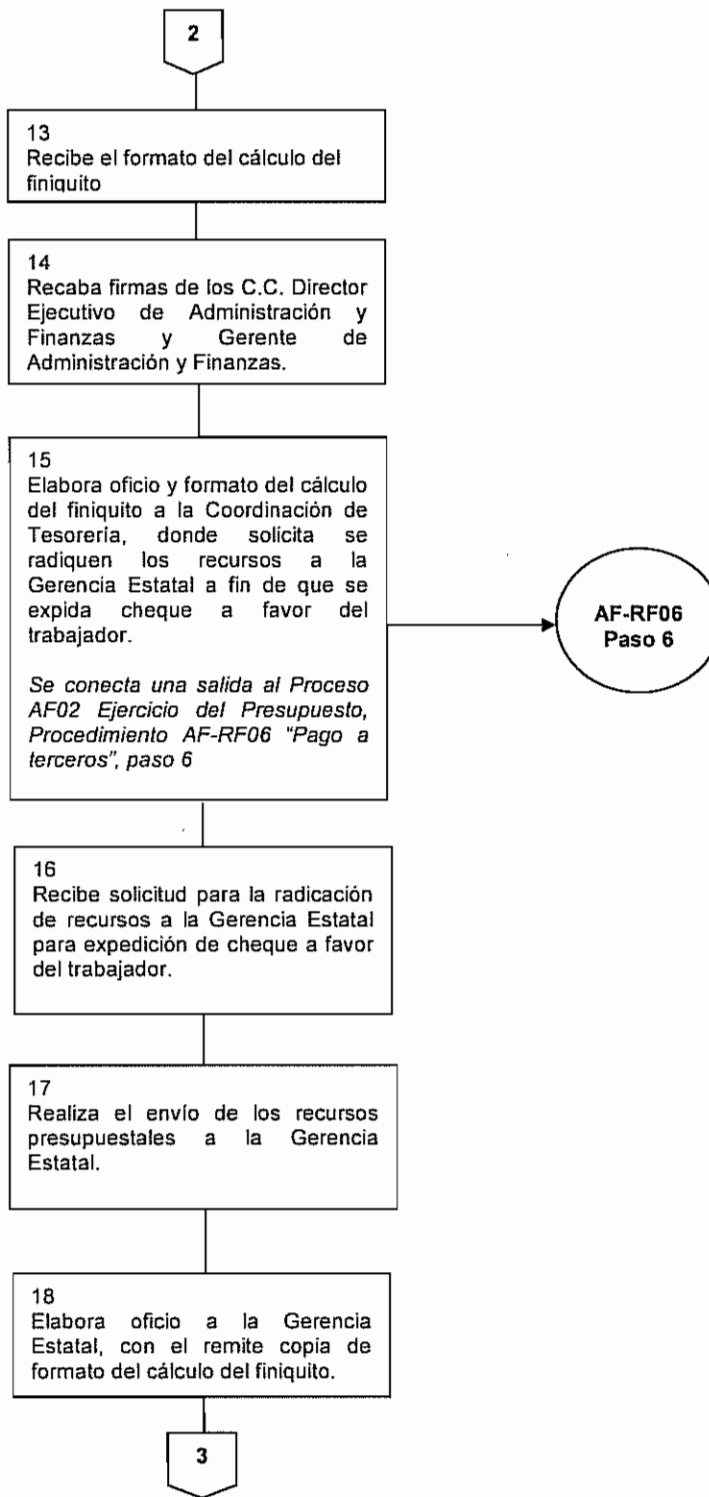 2
13
Recibe el formato del cálculo del
finiquito
14
Recaba firmas de los C.C. Director
Ejecutivo de Administración y
Finanzas y Gerente de
Administración y Finanzas.
15
Elabora oficio y formato del cálculo
del finiquito a la Coordinación de
Tesorería, donde solicita se
radiquen los recursos a la
Gerencia Estatal a fin de que se
expida cheque a favor del
trabajador.
Se conecta una salida al Proceso
AF02 Ejercicio del Presupuesto,
Procedimiento AF-RF06 "Pago a
terceros", paso 6
AF-RF06
Paso 6
16
Recibe solicitud para la radicación
de recursos a la Gerencia Estatal
para expedición de cheque a favor
del trabajador.
17
Realiza el envío de los recursos
presupuestales a la Gerencia
Estatal.
18
Elabora oficio a la Gerencia
Estatal, con el remite copia de
formato del cálculo del finiquito.
3